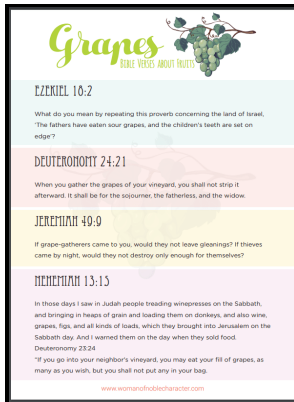 Grapes
BIBLE VERSES ABOUT FRUITS
EZEKIEL 18:2
What do you mean by repeating this proverb concerning the land of Israel,
'The fathers have eaten sour grapes, and the children's teeth are set on
edge'?
DEUTERONOMY 24:21
When you gather the grapes of your vineyard, you shall not strip it
afterward. It shall be for the sojourner, the fatherless, and the widow.
JEREMIAH 49:9
If grape-gatherers came to you, would they not leave gleanings? If thieves
came by night, would they not destroy only enough for themselves?
NEHEMIAH 13:15
In those days I saw in Judah people treading winepresses on the Sabbath,
and bringing in heaps of grain and loading them on donkeys, and also wine,
grapes, figs, and all kinds of loads, which they brought into Jerusalem on the
Sabbath day. And I warned them on the day when they sold food.
Deuteronomy 23:24
"If you go into your neighbor's vineyard, you may eat your fill of grapes, as
many as you wish, but you shall not put any in your bag.
www.womanofnoblecharacter.com